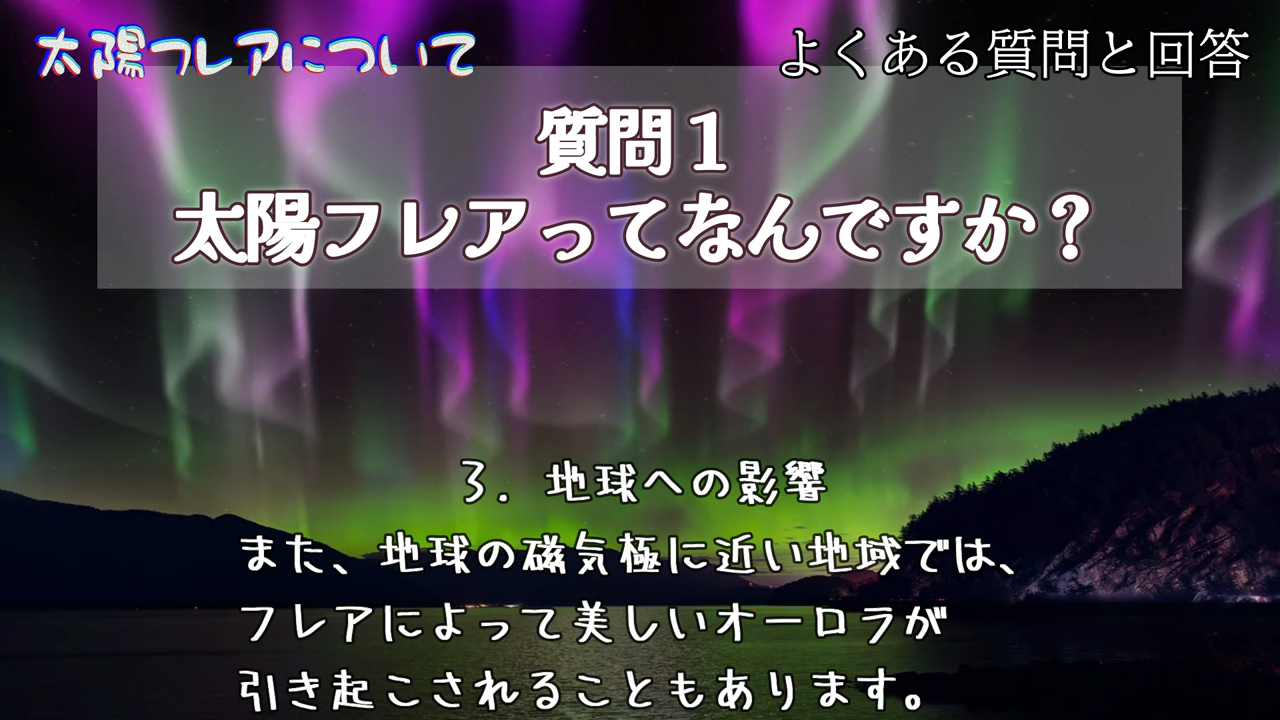 太陽フレアについて
よくある質問と回答
質問１
太陽フレアってなんですか？
３．地球への影響
また、地球の磁気極に近い地域では、
フレアによって美しいオーロラが
引き起こされることもあります。